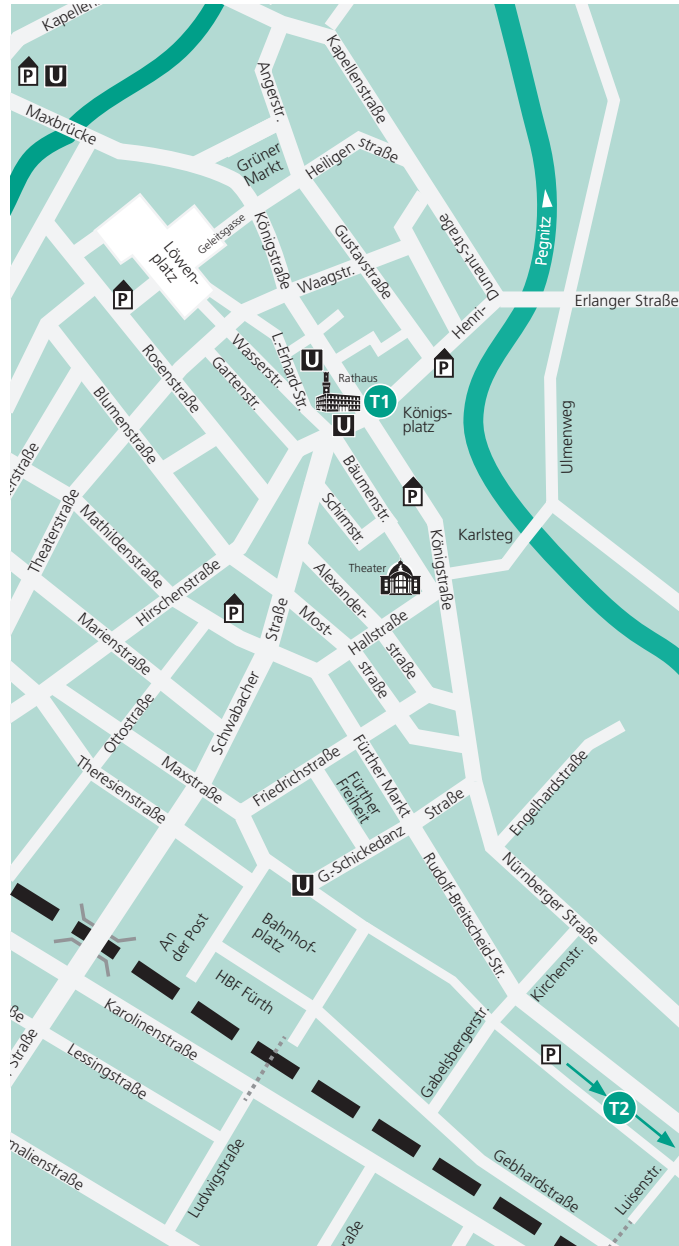 Kapellen
P
U
Maxbrücke
Angerstr.
Kapellenstraße
Grüner
Markt
Heiligen
straße
Geleitsgasse
Löwen-
platz
Königstraße
Gustavstraße
Henri-
Dunant-Straße
Pegnitz
Erlanger Straße
P
Waagstr.
Rosenstraße
Gartenstr.
Wasserstr.
L.-Erhard-Str.
U
Rathaus
T1
P
Königs-
platz
U
Blumenstraße
Ulmenweg
erstraße
Theaterstraße
Mathildenstraße
Bäumenstr.
P
Schirmstr.
Karlsteg
Königstraße
Theater
Hirschenstraße
P
Straße
Schwabacher
Alexander-
straße
Most-
straße
Hallstraße
Marienstraße
Ottostraße
Maxstraße
Theresienstraße
Friedrichstraße
Fürther Markt
Fürther
Freiheit
Engelhardstraße
G.-Schickedanz
Straße
U
Rudolf-Breitscheid-Str.
Nürnberger Straße
An
der Post
Bahnhof-
platz
Kirchenstr.
HBF Fürth
Karolinenstraße
Gabelsbergerstr.
P
T2
Straße
Lessingstraße
Ludwigstraße
Gebhardstraße
Luisenstr.
malienstraße
raße